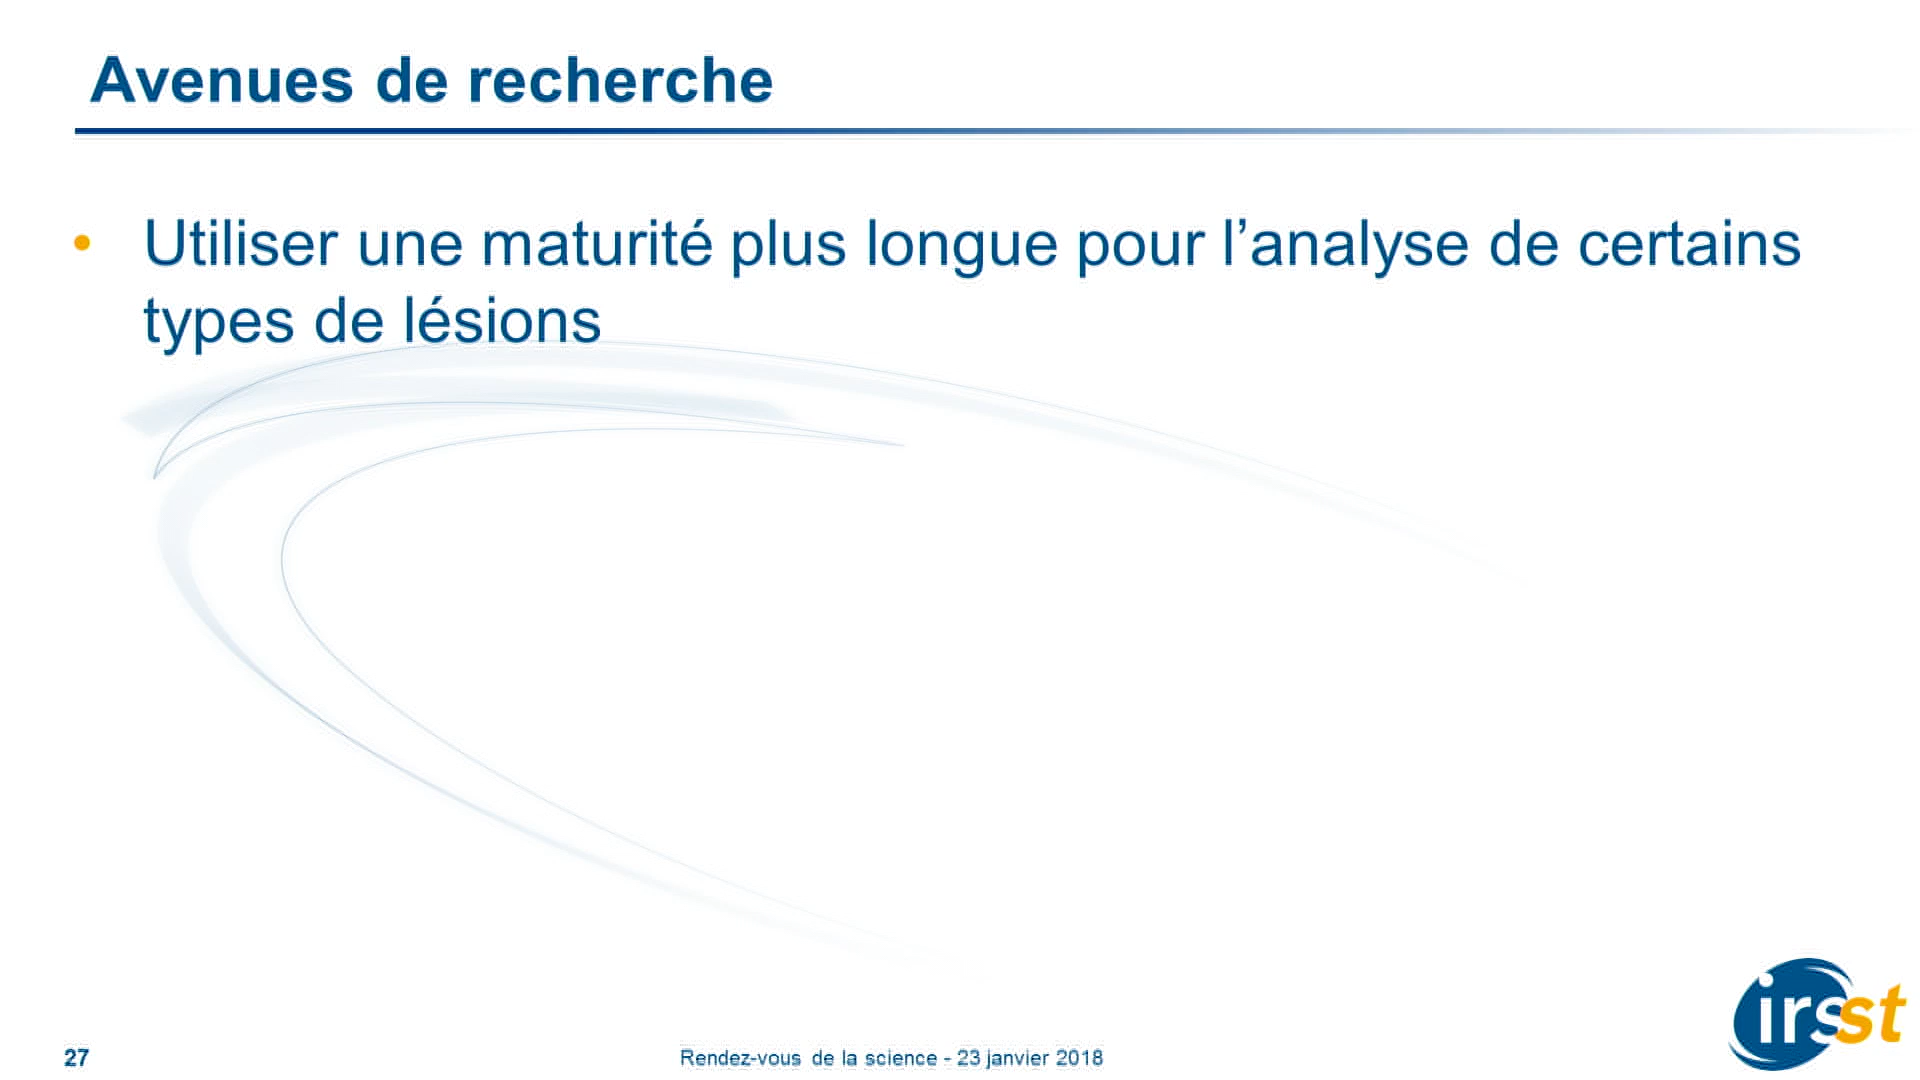 Avenues de recherche
• Utiliser une maturité plus longue pour l’analyse de certains
types de lésions
27
Rendez-vous de la science - 23 janvier 2018
irsst